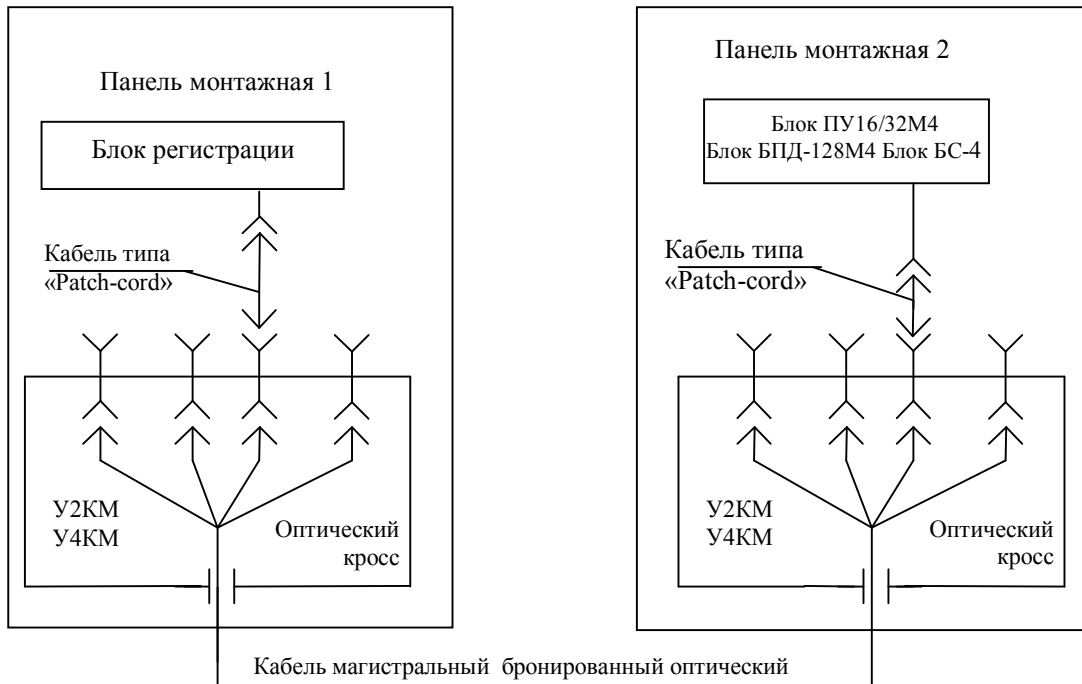 Панель монтажная 1
Блок регистрации
Кабель типа
«Patch-cord»
У2КМ
У4КМ
Оптический
кросс
Панель монтажная 2
Блок ПУ16/32М4
Блок БПД-128М4 Блок БС-4
Кабель типа
«Patch-cord»
У2КМ
У4КМ
Оптический
кросс
Кабель магистральный бронированный оптический